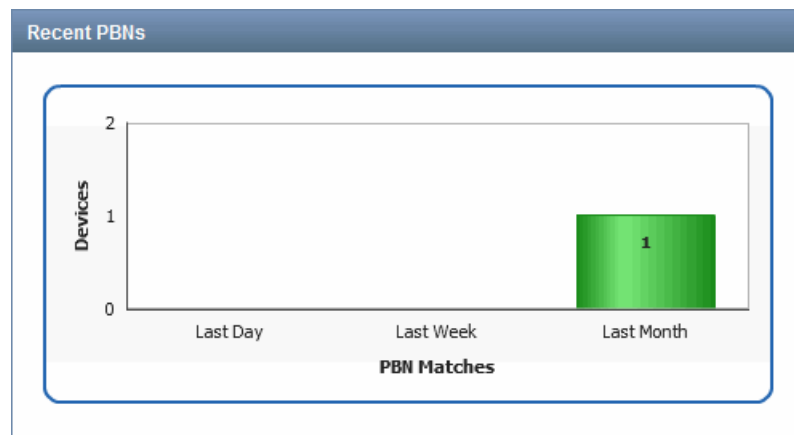 Recent PBNs
2
1
0
Devices
1
Last Day Last Week Last Month
PBN Matches